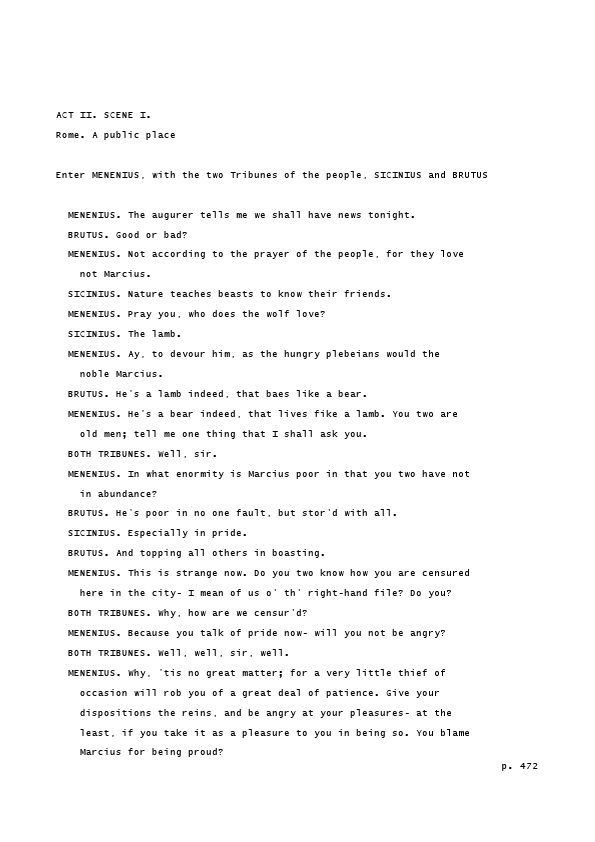 ACT II. SCENE I.
Rome. A public place
Enter MENENIUS, with the two Tribunes of the people, SICINIUS and BRUTUS
MENENIUS. The augurer tells me we shall have news tonight.
BRUTUS. Good or bad?
MENENIUS. Not according to the prayer of the people, for they love
not Marcius.
SICINIUS. Nature teaches beasts to know their friends.
MENENIUS. Pray you, who does the wolf love?
SICINIUS. The lamb.
MENENIUS. Ay, to devour him, as the hungry plebeians would the
noble Marcius.
BRUTUS. He's a lamb indeed, that baes like a bear.
MENENIUS. He's a bear indeed, that lives fike a lamb. You two are
old men; tell me one thing that I shall ask you.
BOTH TRIBUNES. Well, sir.
MENENIUS. In what enormity is Marcius poor in that you two have not
in abundance?
BRUTUS. He's poor in no one fault, but stor'd with all.
SICINIUS. Especially in pride.
BRUTUS. And topping all others in boasting.
MENENIUS. This is strange now. Do you two know how you are censured
here in the city- I mean of us o' th' right-hand file? Do you?
BOTH TRIBUNES. Why, how are we censur'd?
MENENIUS. Because you talk of pride now- will you not be angry?
BOTH TRIBUNES. Well, well, sir, well.
MENENIUS. Why, 'tis no great matter; for a very little thief of
occasion will rob you of a great deal of patience. Give your
dispositions the reins, and be angry at your pleasures- at the
least, if you take it as a pleasure to you in being so. You blame
Marcius for being proud?
p. 472